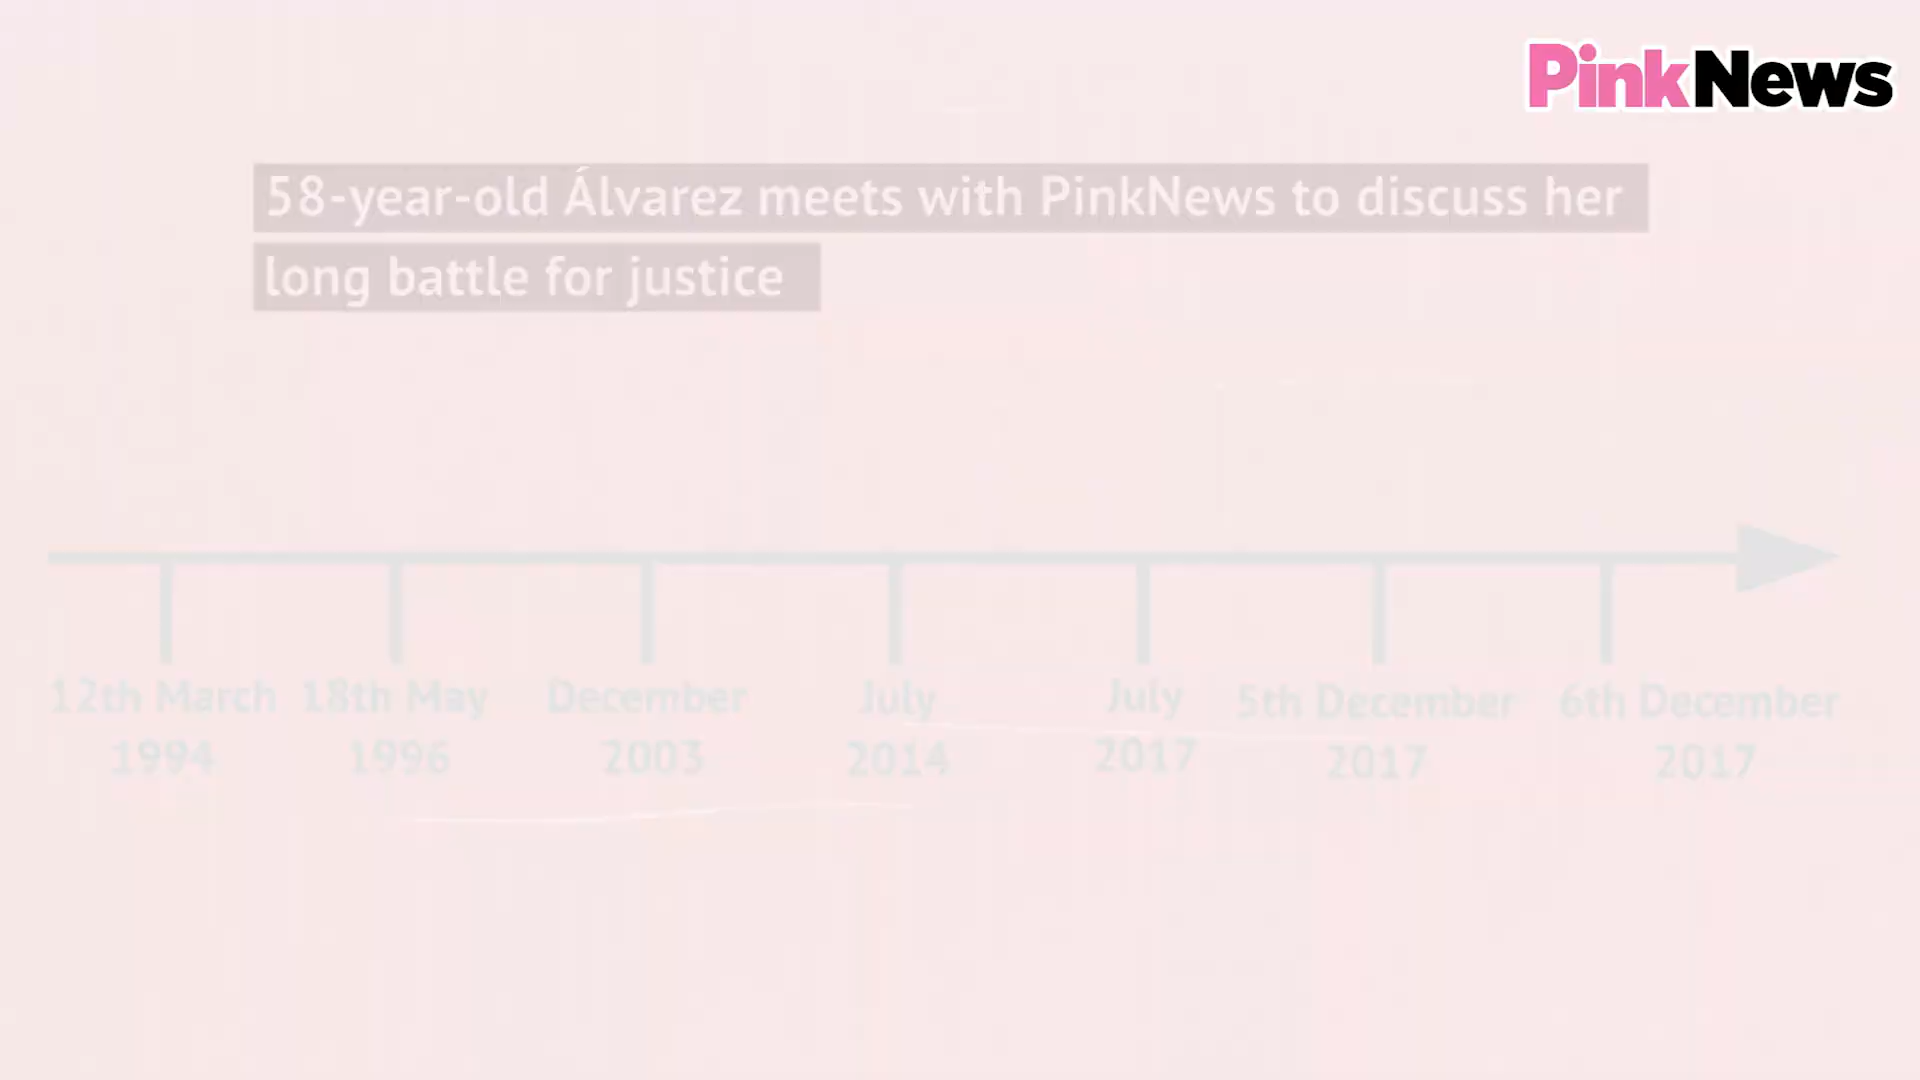 PinkNews
58-year-old Álvarez meets with PinkNews to discuss her
long battle for justice
12th March 1994
18th May 1996
December 2003
July 2014
July 2017
5th December 2017
6th December 2017